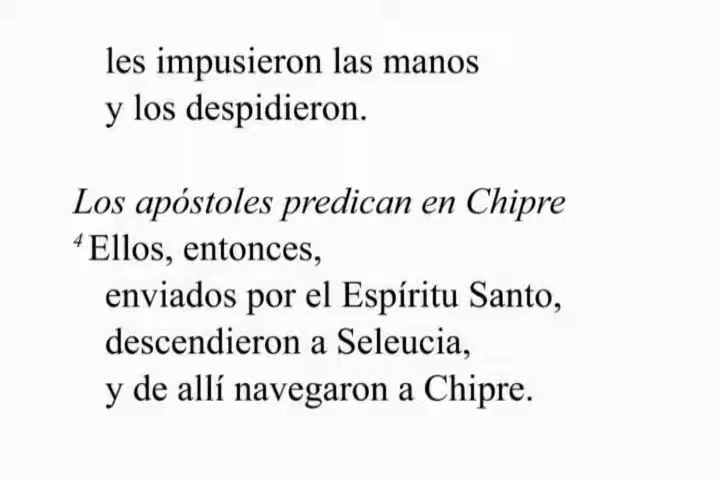 les impusieron las manos
y los despidieron.
Los apóstoles predican en Chipre
4 Ellos, entonces,
enviados por el Espíritu Santo,
descendieron a Seleucia,
y de allí navegaron a Chipre.